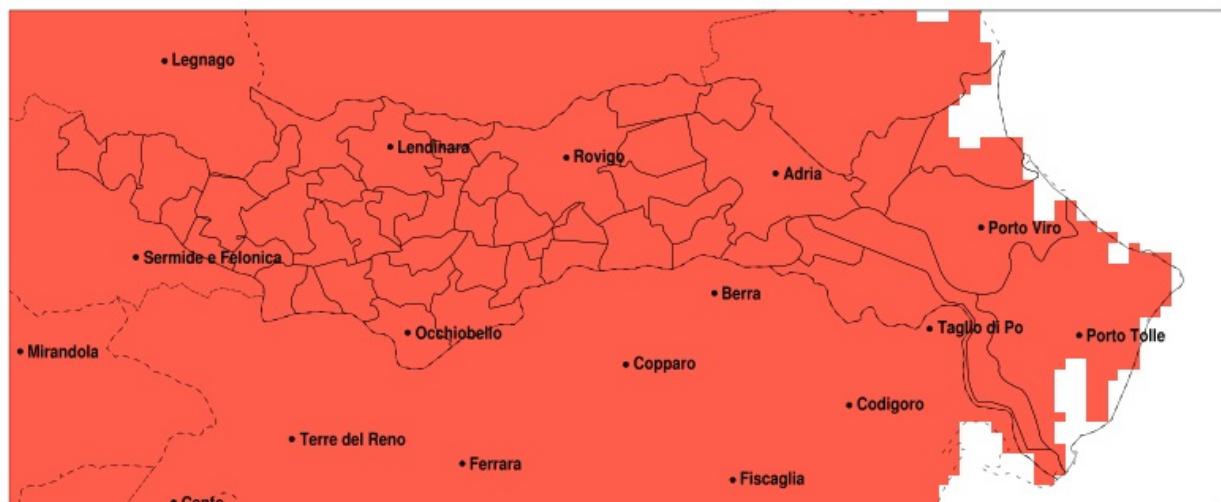 Legnago
Lendinara
Rovigo
Adria
Porto Viro
Sermide e Felonica
Berra
Taglio di Po
Porto Tolle
Occhiobello
Mirandola
Copparo
Codigoro
Terre del Reno
Ferrara
Fiscaglia